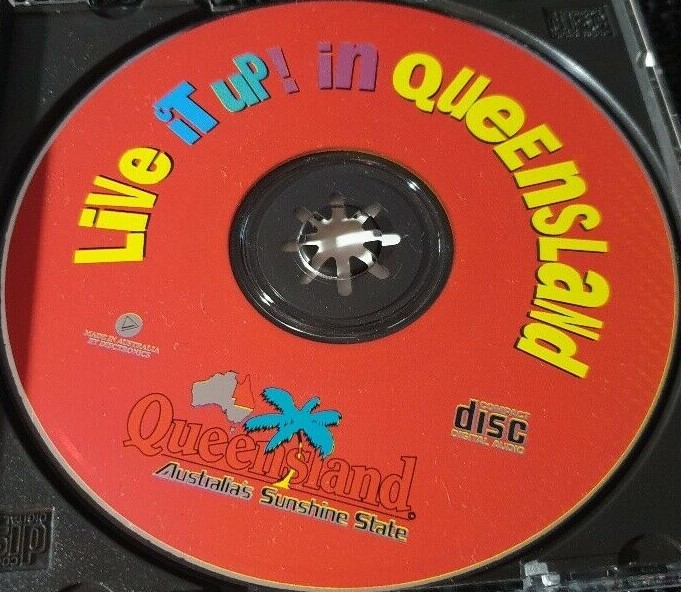 LiVe iT uP! in QueEnsLaNd
MADE IN AUSTRALIA
BY DISCTRONICS
COMPACT
disc
DIGITAL AUDIO
Queensland
Australia's Sunshine State